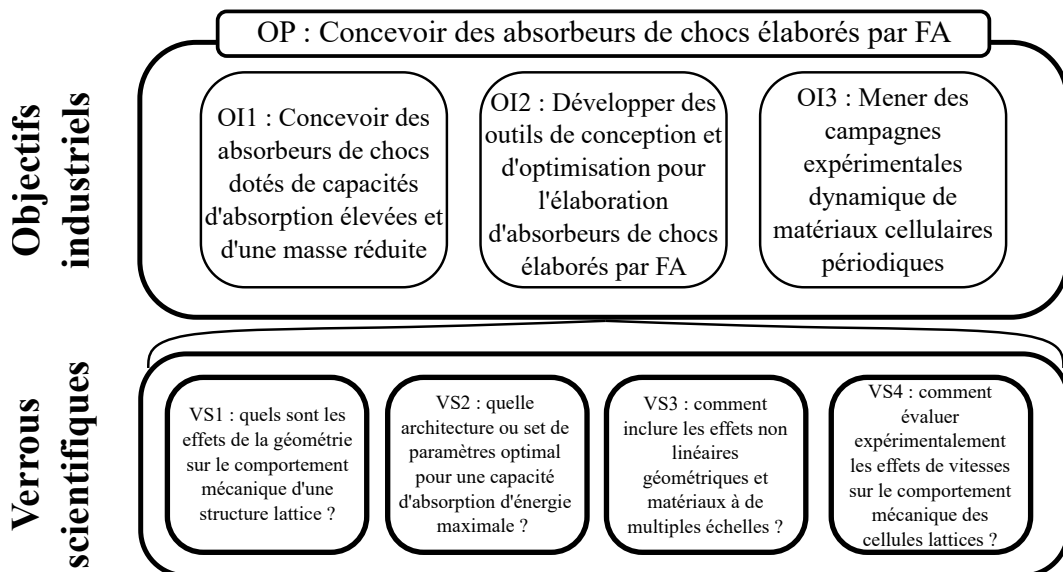 OP : Concevoir des absorbeurs de chocs élaborés par FA
Objectifs
industriels
OI1 : Concevoir des
absorbeurs de chocs
dotés de capacités
d'absorption élevées et
d'une masse réduite
OI2 : Développer des
outils de conception et
d'optimisation pour
l'élaboration
d'absorbeurs de chocs
élaborés par FA
OI3 : Mener des
campagnes
expérimentales
dynamique de
matériaux cellulaires
périodiques
Verrous
scientifiques
VS1 : quels sont les
effets de la géométrie
sur le comportement
mécanique d'une
structure lattice ?
VS2 : quelle
architecture ou set de
paramètres optimal
pour une capacité
d'absorption d'énergie
maximale ?
VS3 : comment
inclure les effets non
linéaires
géométriques et
matériaux à de
multiples échelles ?
VS4 : comment
évaluer
expérimentalement
les effets de vitesses
sur le comportement
mécanique des
cellules lattices ?